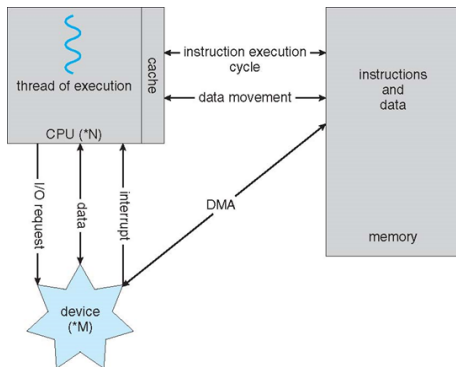 thread of execution
cache
CPU (*N)
instruction execution
cycle
data movement
instructions
and
data
memory
I/O request
data
interrupt
DMA
device
(*M)